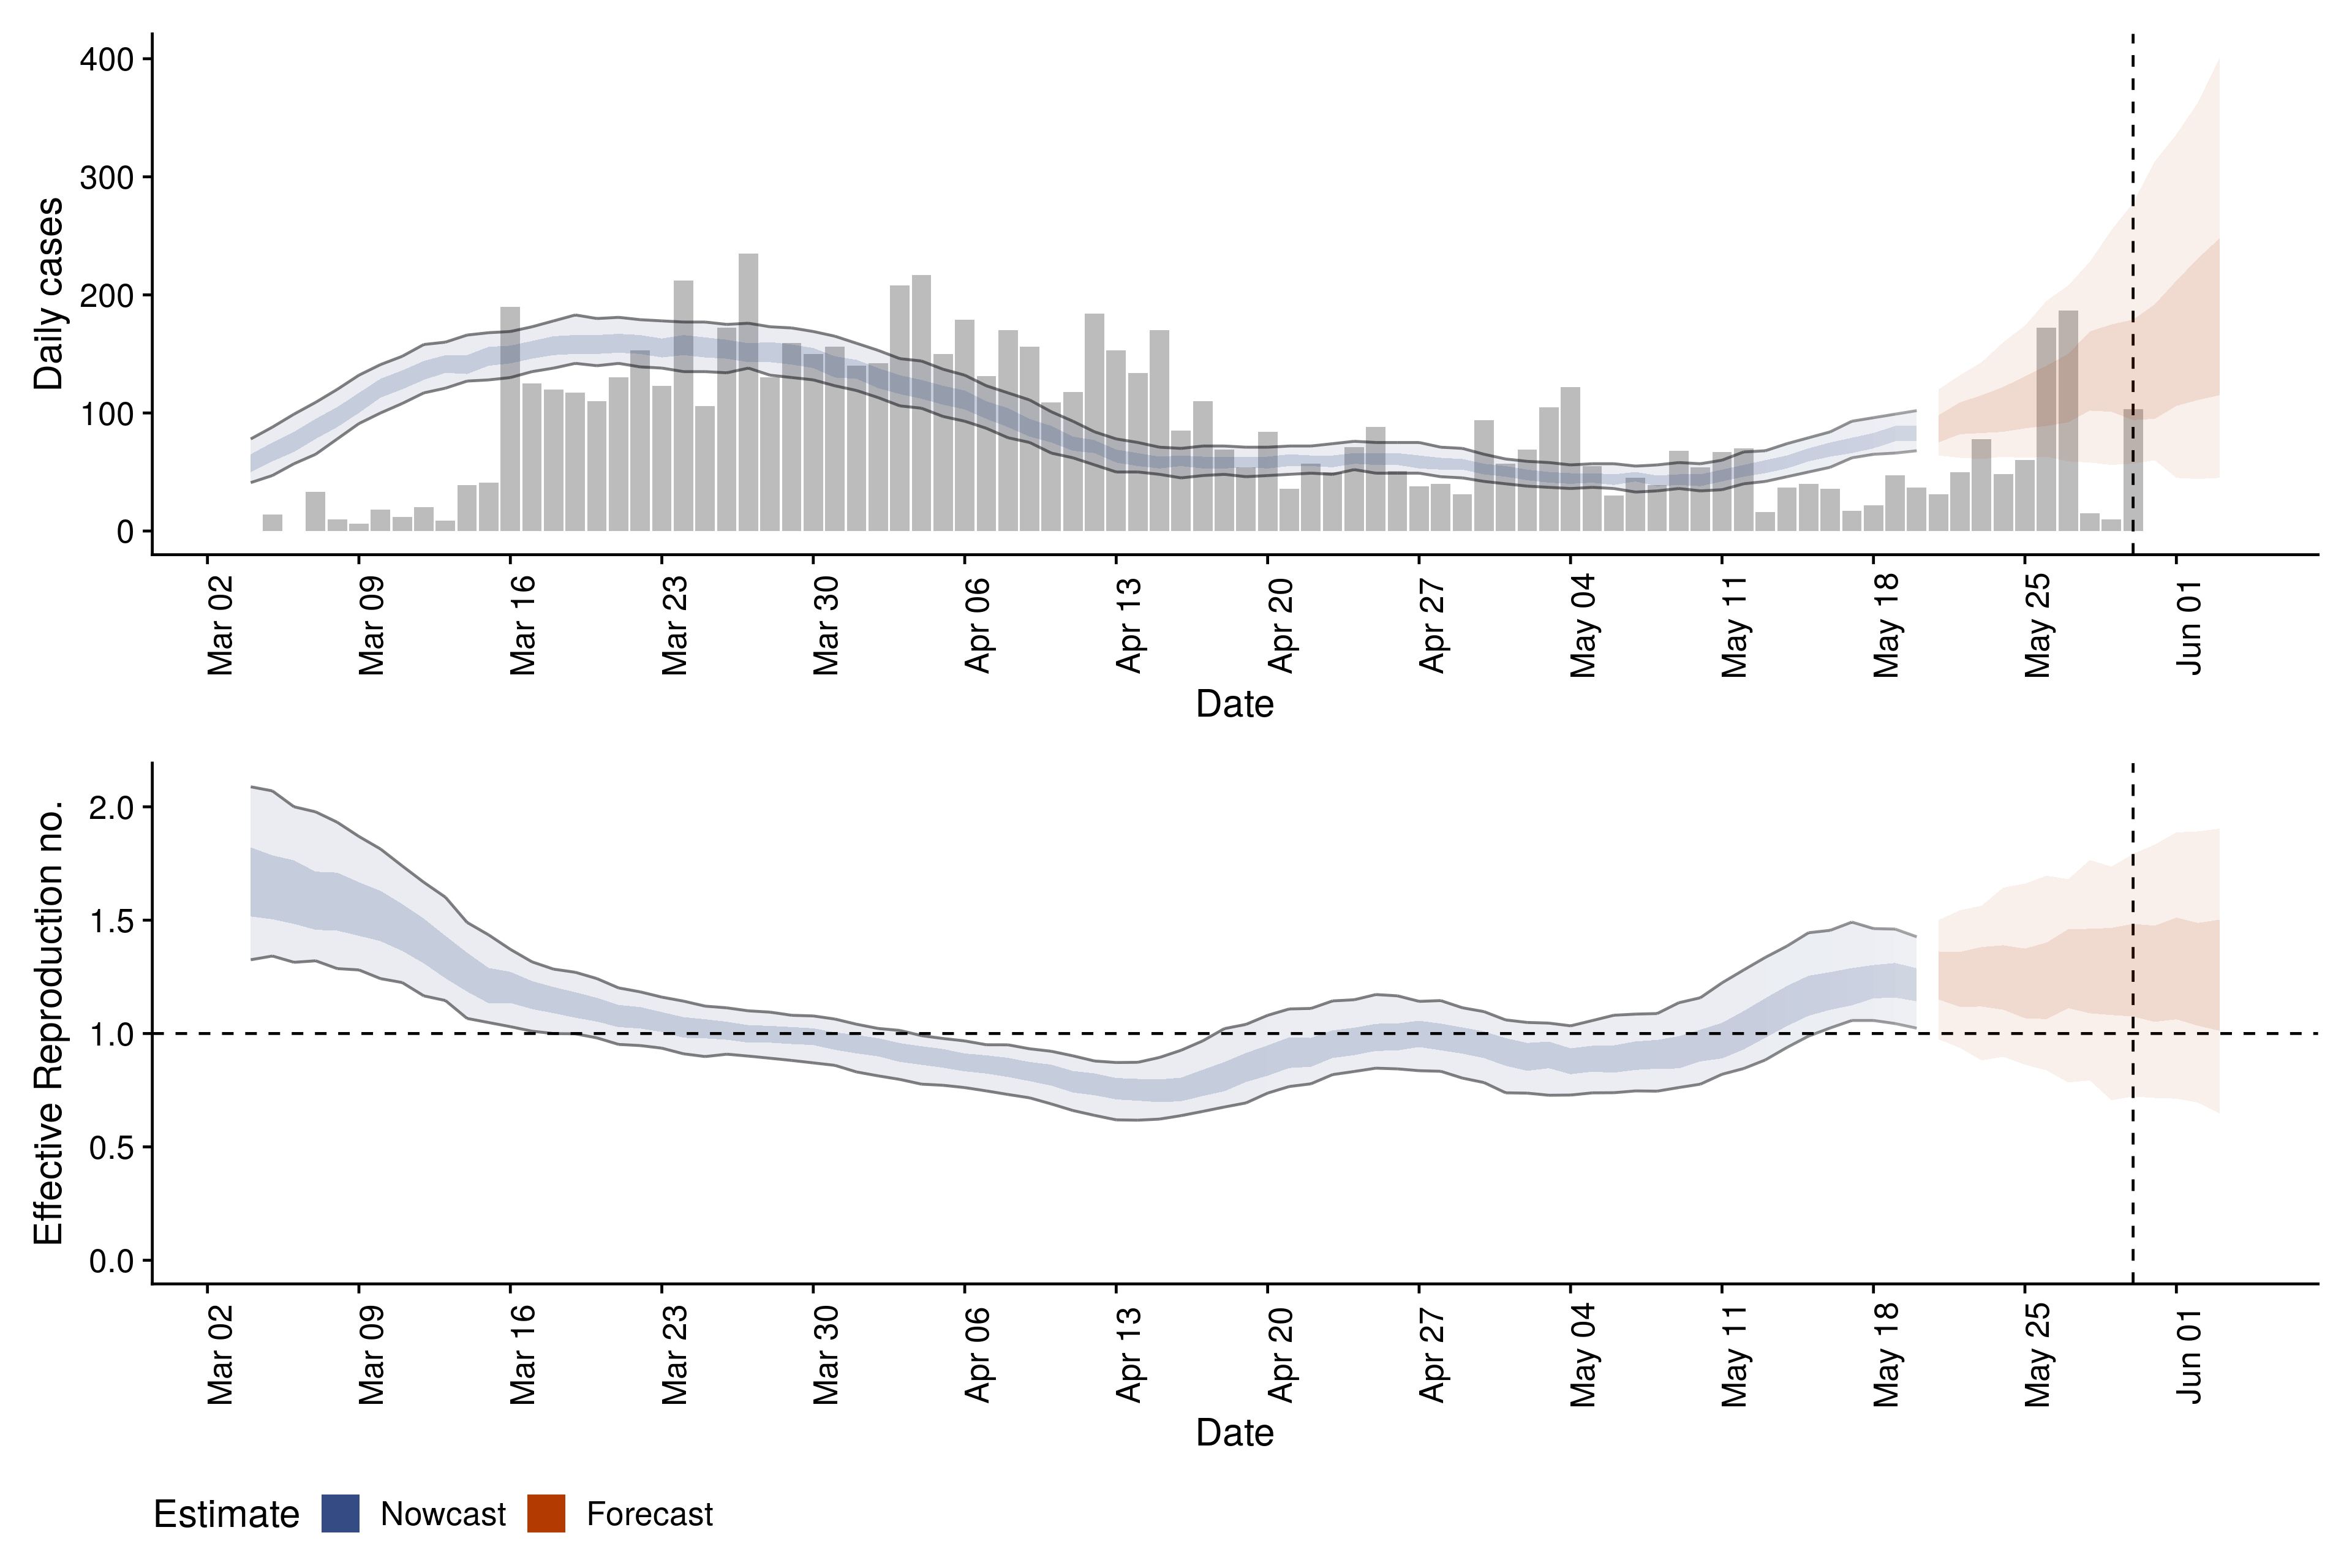 Daily cases
400
300
200
100
0
Mar 02
Mar 09
Mar 16
Mar 23
Mar 30
Apr 06
Apr 13
Apr 20
Apr 27
May 04
May 11
May 18
May 25
Jun 01
Date
Effective Reproduction no.
2.0
1.5
1.0
0.5
0.0
Mar 02
Mar 09
Mar 16
Mar 23
Mar 30
Apr 06
Apr 13
Apr 20
Apr 27
May 04
May 11
May 18
May 25
Jun 01
Date
Estimate Nowcast Forecast